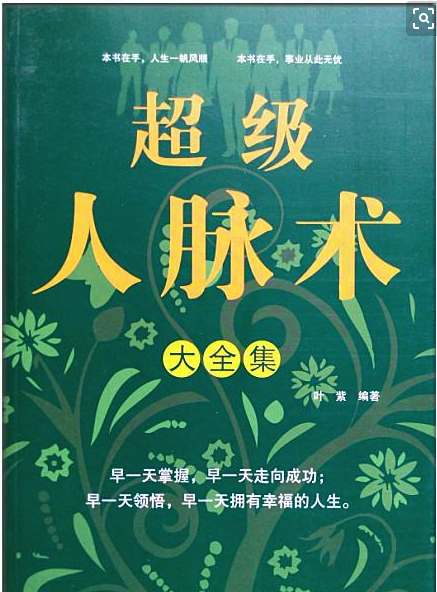 本书在手，人生一帆风顺 本书在手，事业从此无忧
超级
人脉术
大全集
叶紫 编著
早一天掌握，早一天走向成功；
早一天领悟，早一天拥有幸福的人生。